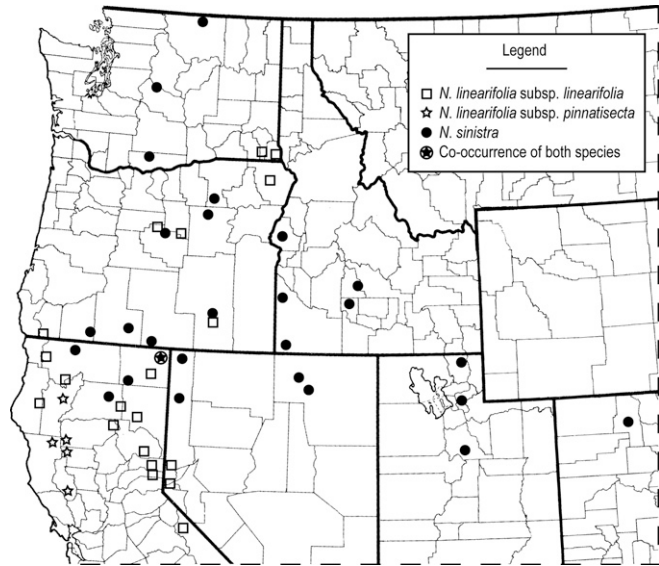 Legend
N. linearifolia subsp. linearifolia
N. linearifolia subsp. pinnatisecta
N. sinistra
Co-occurrence of both species